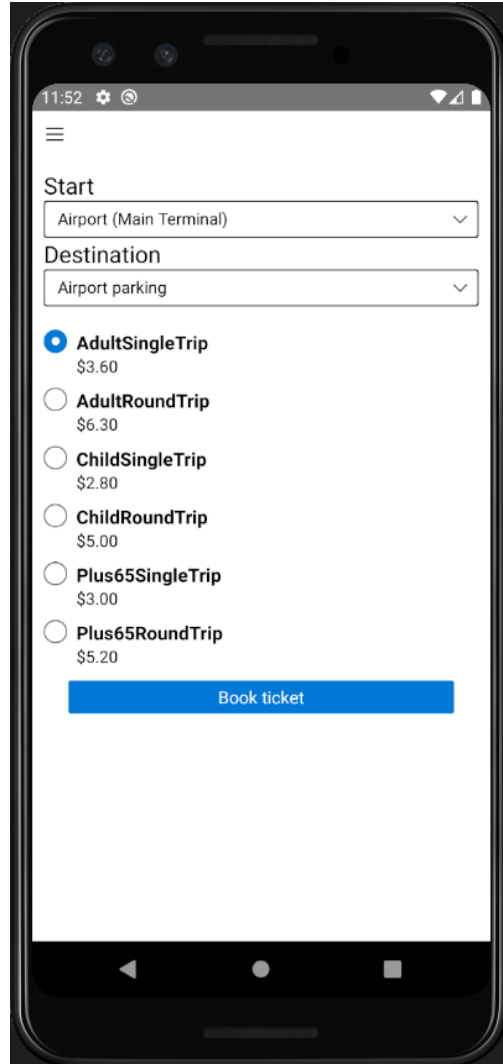 11:52
Start
Airport (Main Terminal)
Destination
Airport parking
AdultSingleTrip
$3.60
AdultRoundTrip
$6.30
ChildSingleTrip
$2.80
ChildRoundTrip
$5.00
Plus65SingleTrip
$3.00
Plus65RoundTrip
$5.20
Book ticket